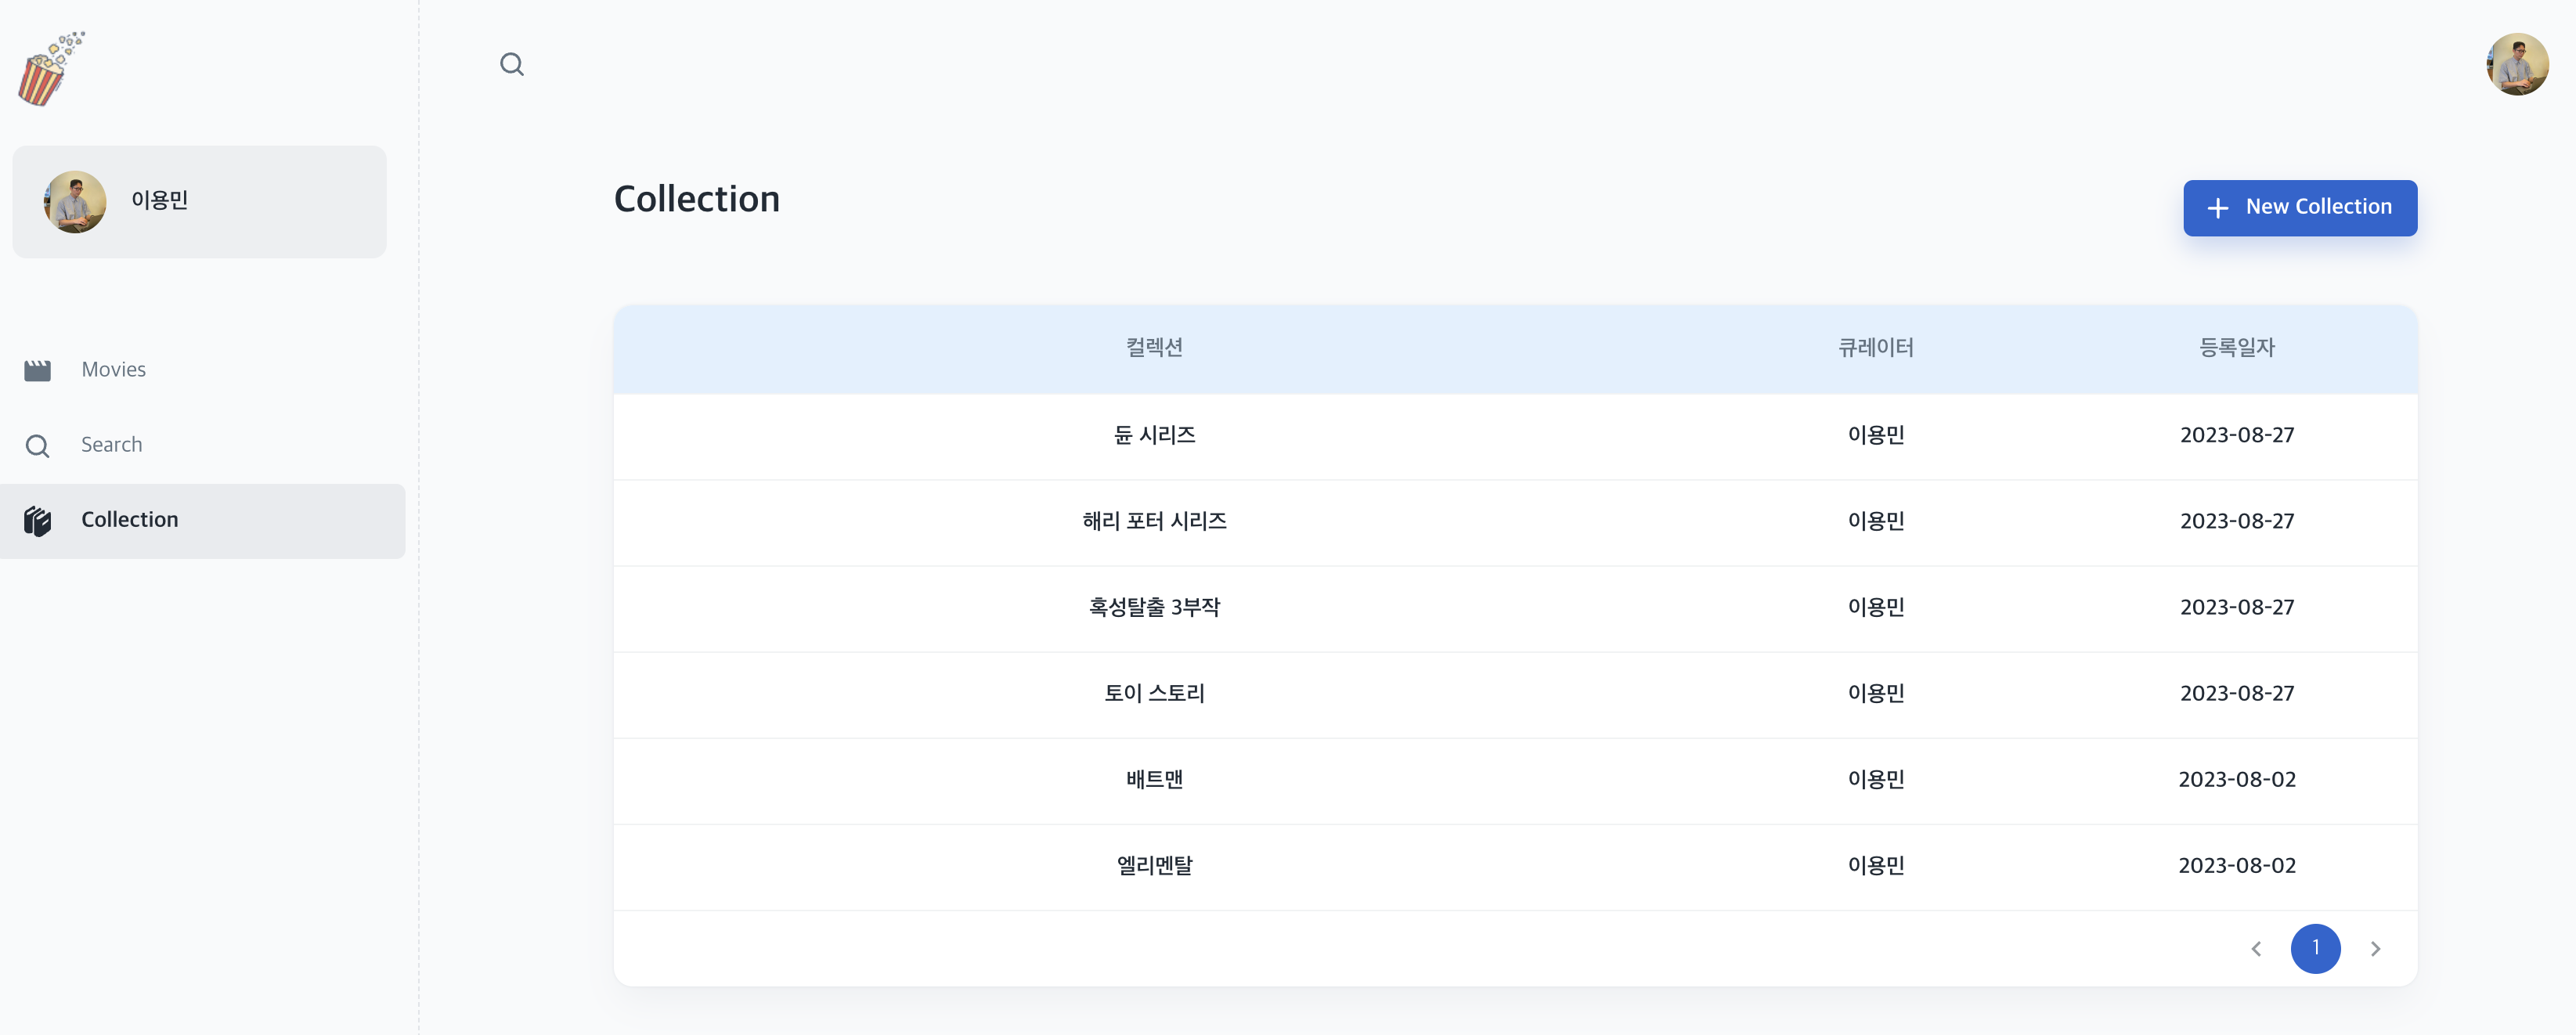 이용민
Movies
Search
Collection
Collection
New Collection
컬렉션 큐레이터 등록일자
듄 시리즈 이용민 2023-08-27
해리 포터 시리즈 이용민 2023-08-27
혹성탈출 3부작 이용민 2023-08-27
토이 스토리 이용민 2023-08-27
배트맨 이용민 2023-08-02
엘리멘탈 이용민 2023-08-02
1